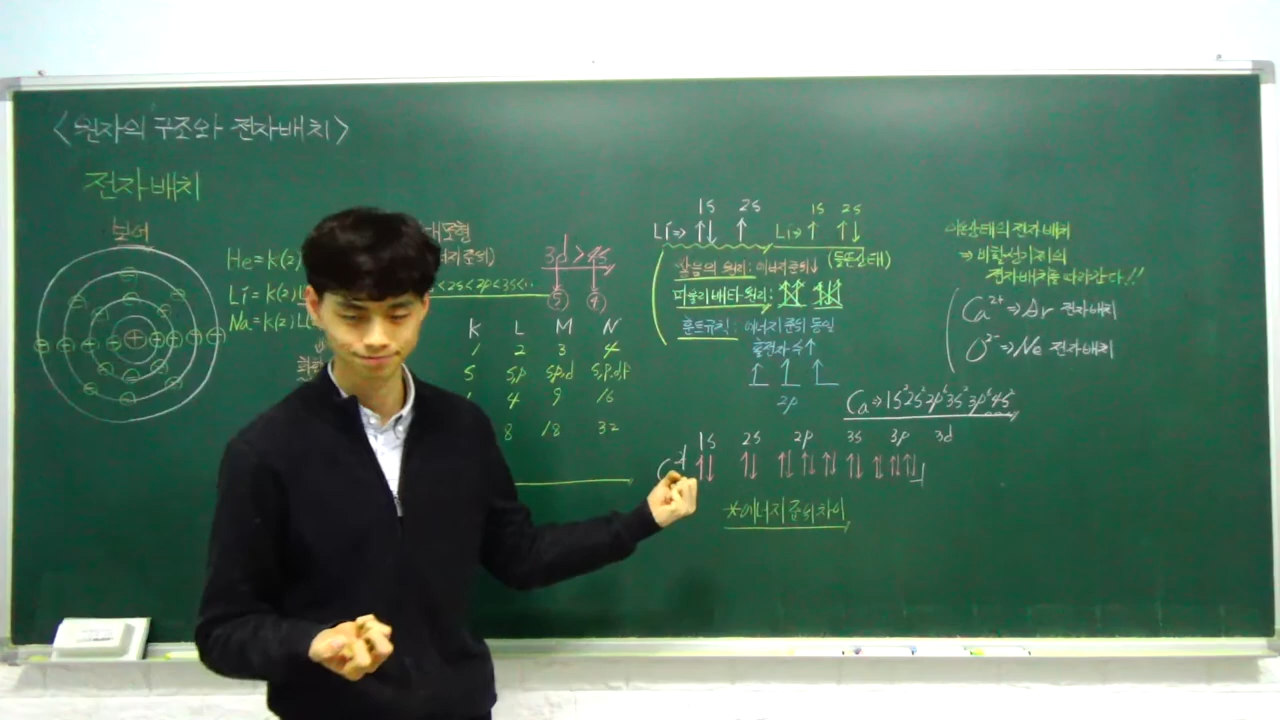 <원자의 구조와 전자배치>
전자배치
보어
He=K(2)
Li=K(2)L
Na=K(2)L(
3d > 4s
⑤ ④
<2s<2p<3s<..
K L M N
1 2 3 4
S S,P S,P,d S,P,d,f
4 9 16
8 18 32
1S 2S
Li⇒ ↑↓ ↑
1S 2S
Li⇒ ↑ ↑↓
(들뜬상태)
쌓음의 원리: 에너지준위↓
파울리 배타 원리:
훈트규칙: 에너지 준위 동일
홀전자 수↑
↑ ↑ ↑
2p
이온상태의 전자 배치
⇒ 비활성기체의
전자배치를 따라간다!!
Ca²⁺⇒Ar 전자배치
O²⁻⇒Ne 전자배치
Ca⇒1S²2S²2p⁶3S²3p⁶4S²
1S 2S 2p 3S 3p 3d
↑↓ ↑↓ ↑↓ ↑↓ ↑↓ ↑↓ ↑↓ ↑↓ ↑↓
*에너지 준위차이